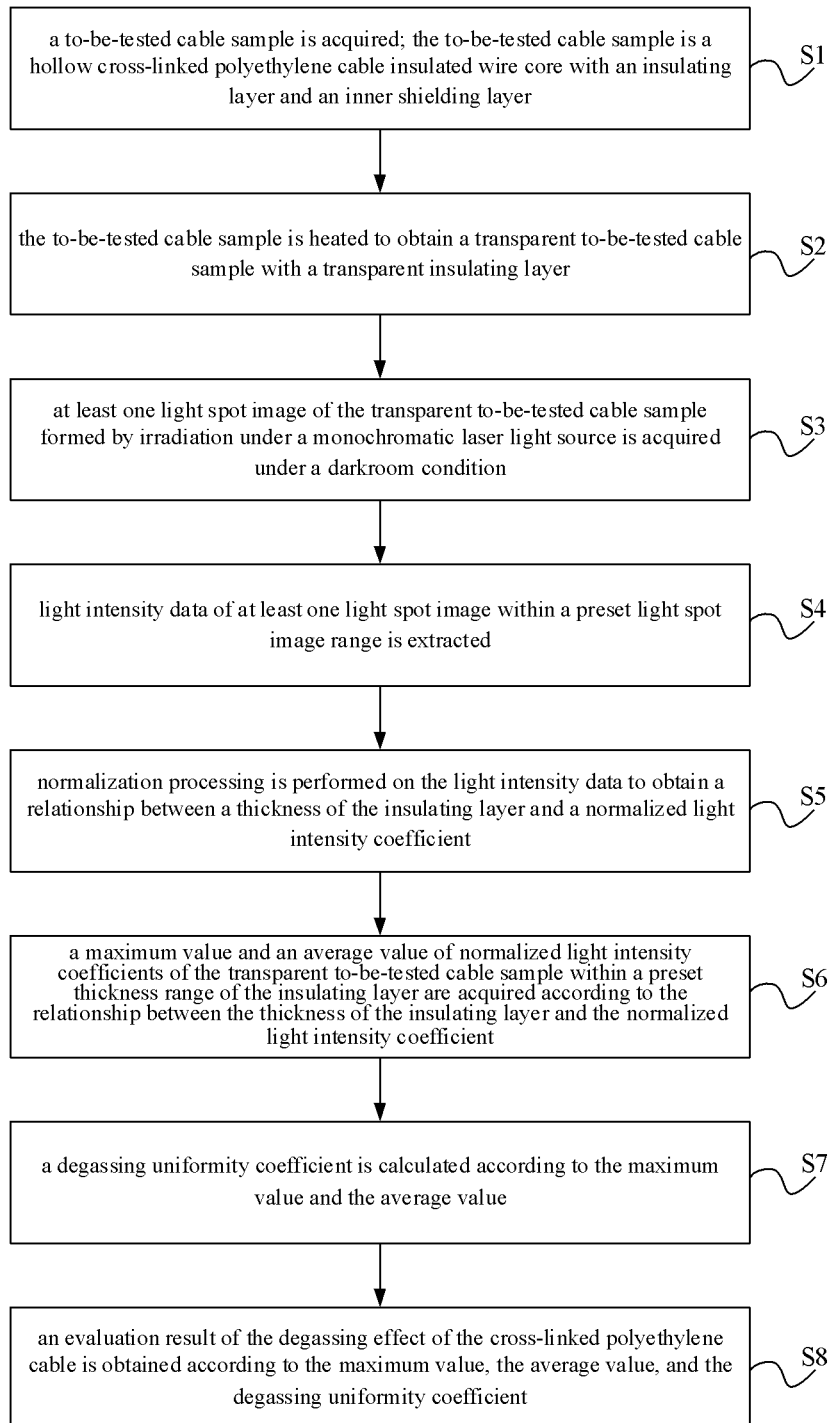 a to-be-tested cable sample is acquired; the to-be-tested cable sample is a
hollow cross-linked polyethylene cable insulated wire core with an insulating
layer and an inner shielding layer
S1
the to-be-tested cable sample is heated to obtain a transparent to-be-tested cable
sample with a transparent insulating layer
S2
at least one light spot image of the transparent to-be-tested cable sample
formed by irradiation under a monochromatic laser light source is acquired
under a darkroom condition
S3
light intensity data of at least one light spot image within a preset light spot
image range is extracted
S4
normalization processing is performed on the light intensity data to obtain a
relationship between a thickness of the insulating layer and a normalized light
intensity coefficient
S5
a maximum value and an average value of normalized light intensity
coefficients of the transparent to-be-tested cable sample within a preset
thickness range of the insulating layer are acquired according to the
relationship between the thickness of the insulating layer and the normalized
light intensity coefficient
S6
a degassing uniformity coefficient is calculated according to the maximum
value and the average value
S7
an evaluation result of the degassing effect of the cross-linked polyethylene
cable is obtained according to the maximum value, the average value, and the
degassing uniformity coefficient
S8